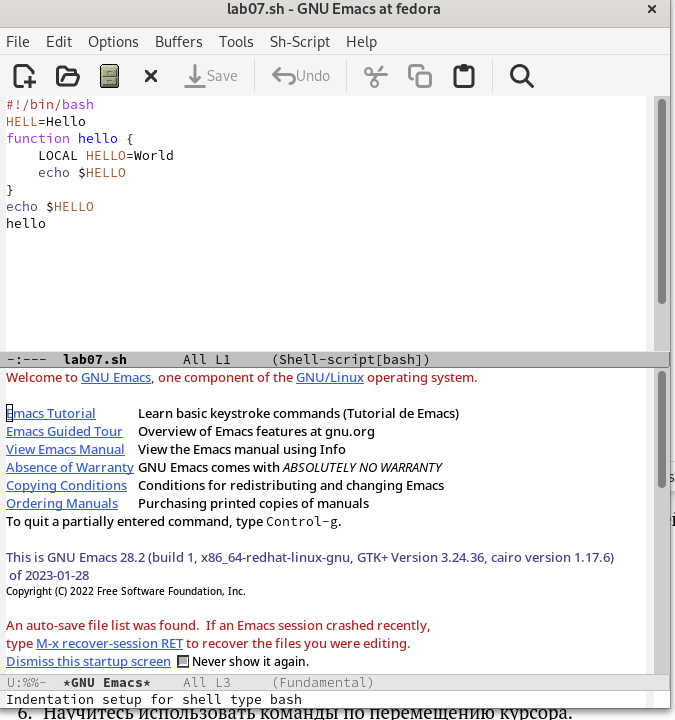 lab07.sh - GNU Emacs at fedora
File Edit Options Buffers Tools Sh-Script Help
Save Undo
#!/bin/bash
HELL=Hello
function hello {
    LOCAL HELLO=World
    echo $HELLO
}
echo $HELLO
hello
-:---  lab07.sh       All L1     (Shell-script[bash])
Welcome to GNU Emacs, one component of the GNU/Linux operating system.
Emacs Tutorial Learn basic keystroke commands (Tutorial de Emacs)
Emacs Guided Tour Overview of Emacs features at gnu.org
View Emacs Manual View the Emacs manual using Info
Absence of Warranty GNU Emacs comes with ABSOLUTELY NO WARRANTY
Copying Conditions Conditions for redistributing and changing Emacs
Ordering Manuals Purchasing printed copies of manuals
To quit a partially entered command, type Control-g.
This is GNU Emacs 28.2 (build 1, x86_64-redhat-linux-gnu, GTK+ Version 3.24.36, cairo version 1.17.6)
of 2023-01-28
Copyright (C) 2022 Free Software Foundation, Inc.
An auto-save file list was found.  If an Emacs session crashed recently,
type M-x recover-session RET to recover the files you were editing.
Dismiss this startup screen Never show it again.
U:%%-  *GNU Emacs*    All L3     (Fundamental)
Indentation setup for shell type bash
6. Научитесь использовать команды по перемещению курсора.